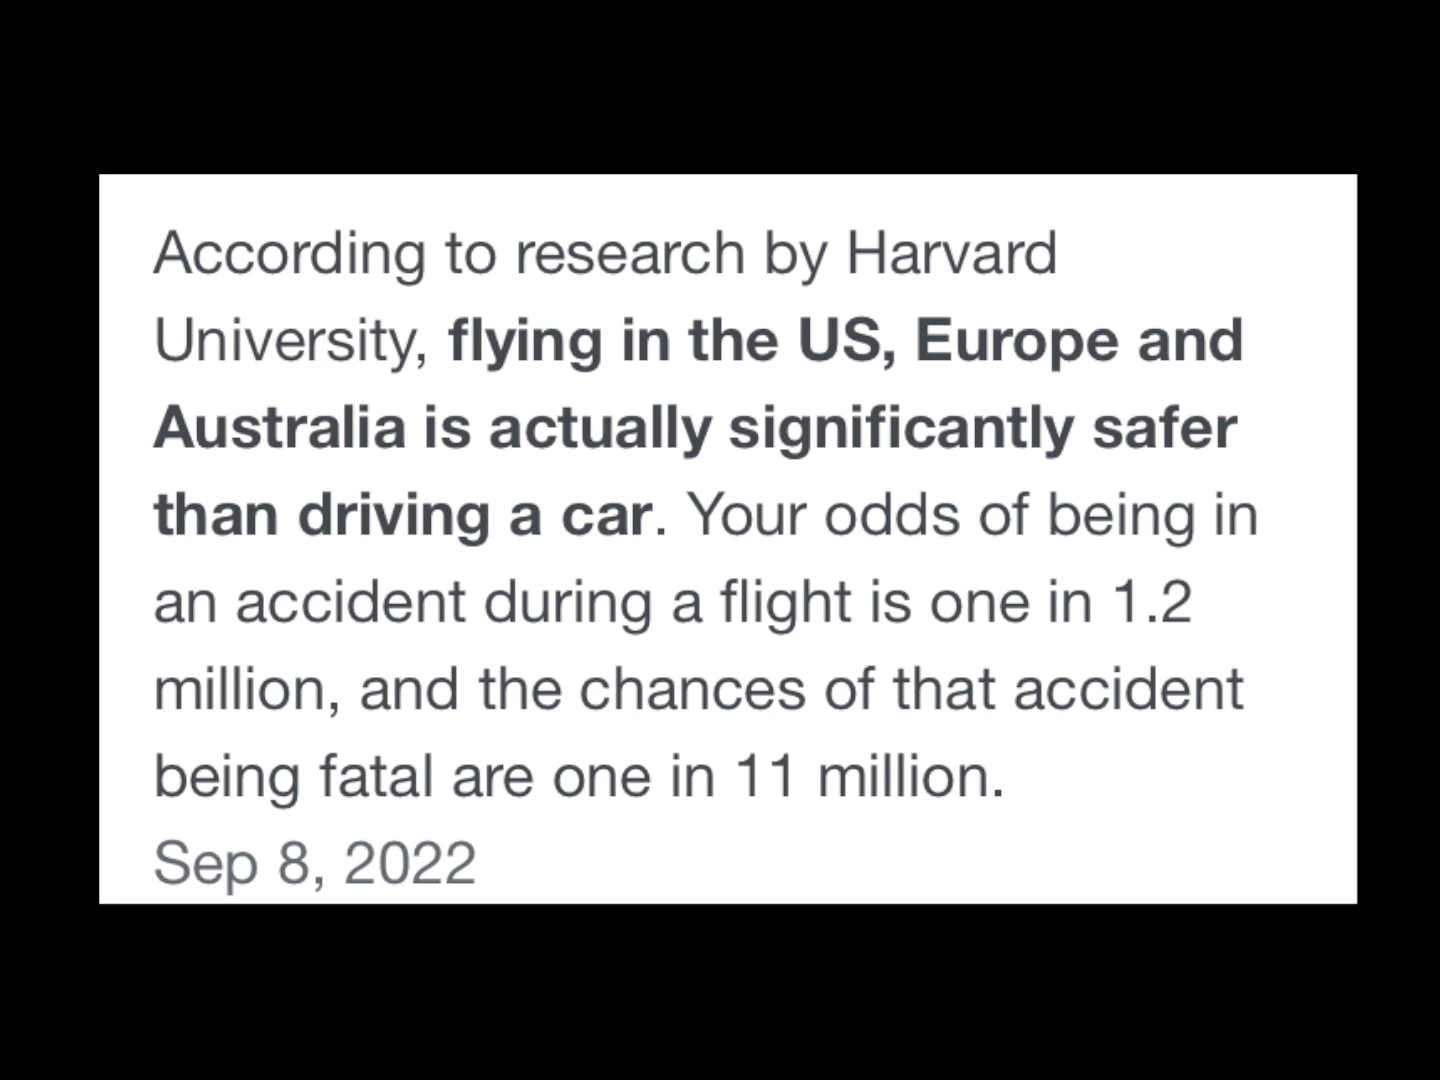 According to research by Harvard
University, flying in the US, Europe and
Australia is actually significantly safer
than driving a car. Your odds of being in
an accident during a flight is one in 1.2
million, and the chances of that accident
being fatal are one in 11 million.
Sep 8, 2022